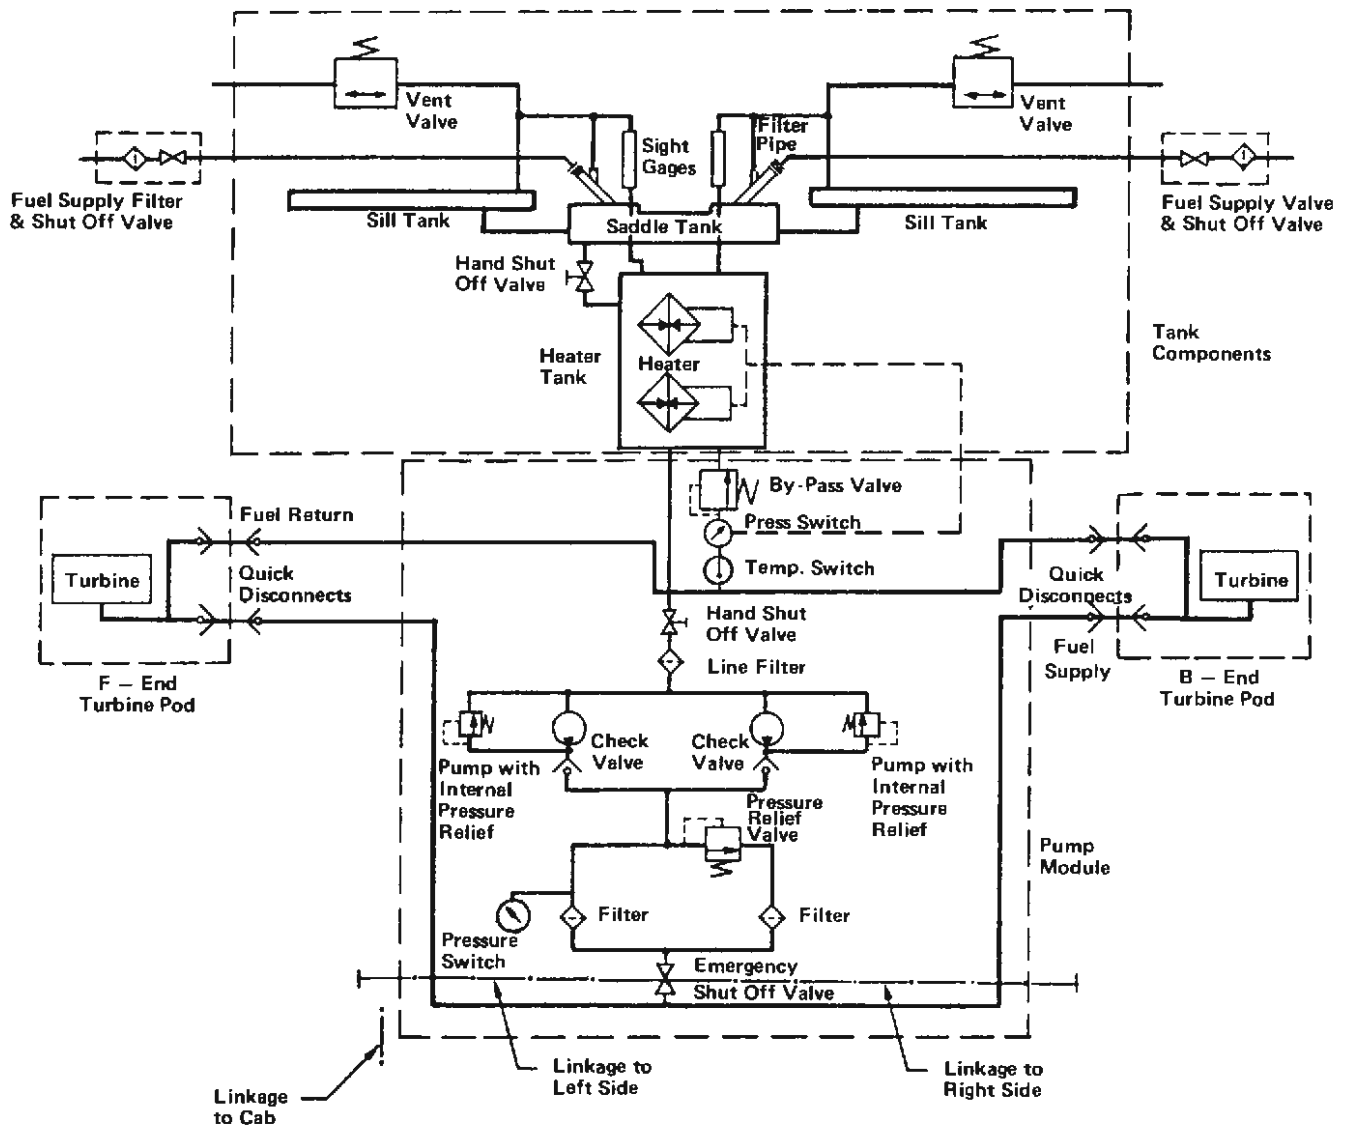 Vent
Valve
Sight
Gages
Filter
Pipe
Vent
Valve
Fuel Supply Filter
& Shut Off Valve
Sill Tank
Saddle Tank
Sill Tank
Fuel Supply Valve
& Shut Off Valve
Hand Shut
Off Valve
Heater
Tank
Heater
Tank
Components
By-Pass Valve
Fuel Return
Press Switch
Turbine
Quick
Disconnects
Temp. Switch
Quick
Disconnects
Turbine
Hand Shut
Off Valve
Line Filter
Fuel
Supply
F – End
Turbine Pod
B – End
Turbine Pod
Check
Valve
Check
Valve
Pump with
Internal
Pressure
Relief
Pressure
Relief
Valve
Pump with
Internal
Pressure
Relief
Pump
Module
Filter
Filter
Pressure
Switch
Emergency
Shut Off Valve
Linkage to
Left Side
Linkage to
Right Side
Linkage
to Cab